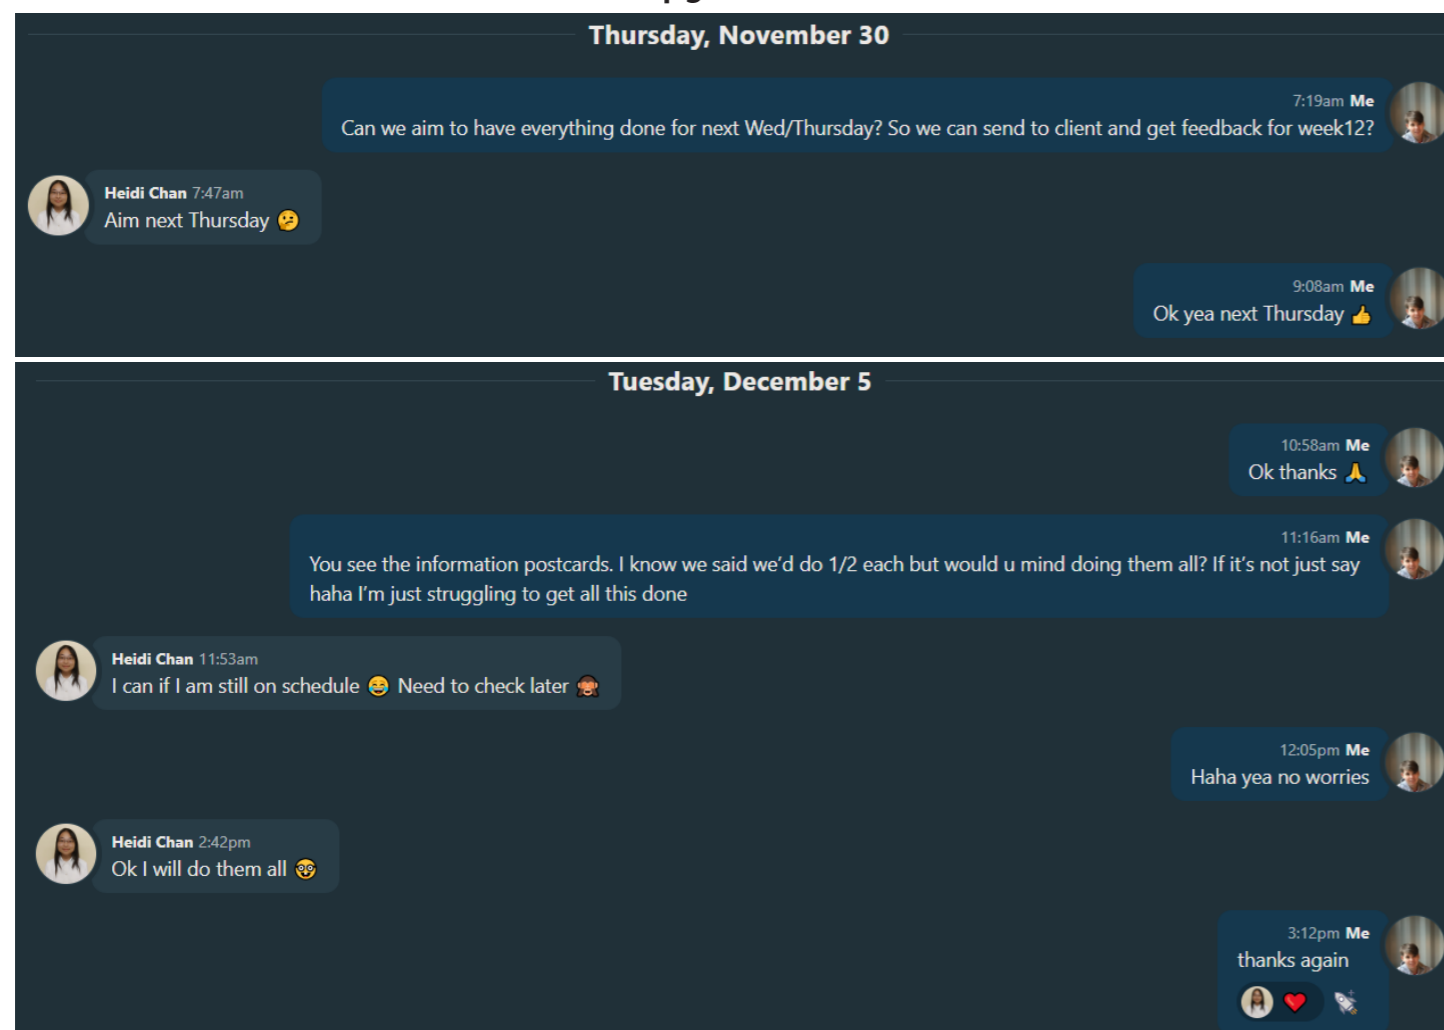 Thursday, November 30
7:19am Me
Can we aim to have everything done for next Wed/Thursday? So we can send to client and get feedback for week12?
Heidi Chan 7:47am
Aim next Thursday 🤔
9:08am Me
Ok yea next Thursday 👍
Tuesday, December 5
10:58am Me
Ok thanks 🙏
11:16am Me
You see the information postcards. I know we said we'd do 1/2 each but would u mind doing them all? If it's not just say
haha I'm just struggling to get all this done
Heidi Chan 11:53am
I can if I am still on schedule 😂 Need to check later 🙈
12:05pm Me
Haha yea no worries
Heidi Chan 2:42pm
Ok I will do them all 🤓
3:12pm Me
thanks again